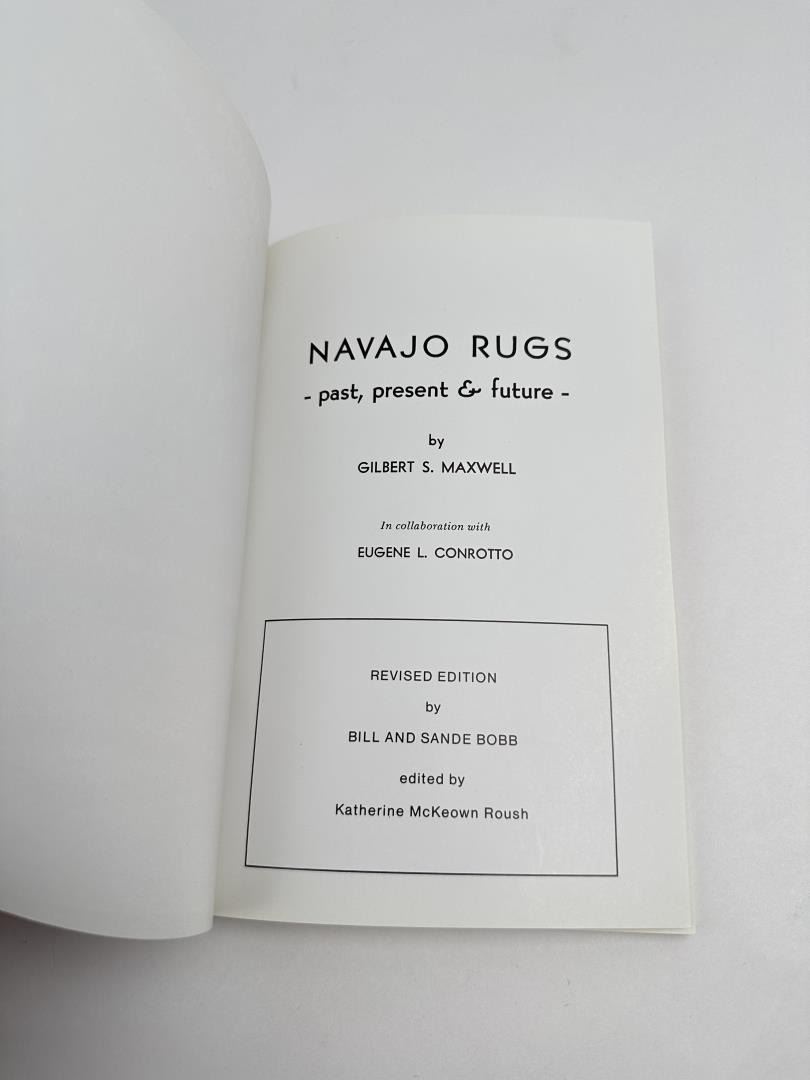 NAVAJO RUGS
- past, present & future -
by
GILBERT S. MAXWELL
In collaboration with
EUGENE L. CONROTTO
REVISED EDITION
by
BILL AND SANDE BOBB
edited by
Katherine McKeown Roush